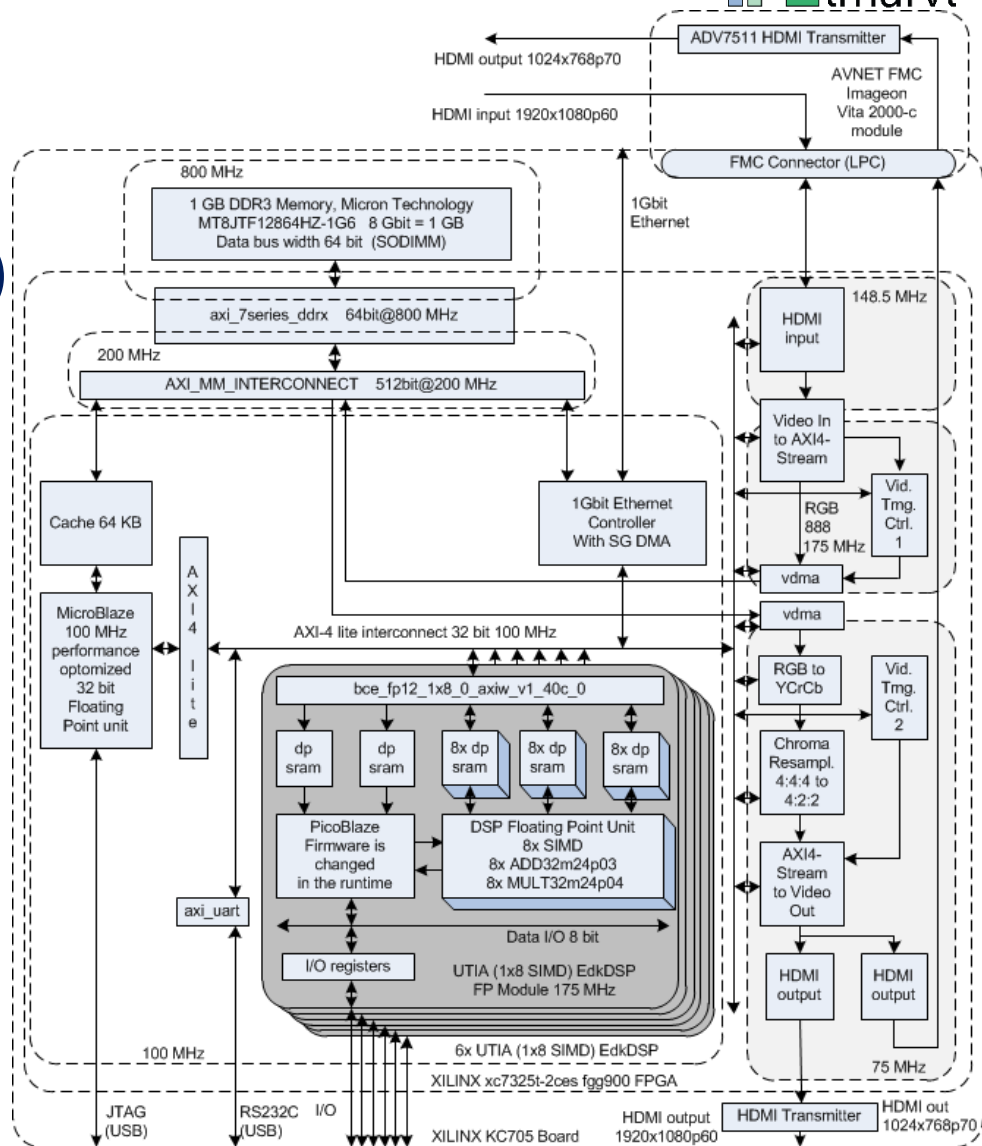 ADV7511 HDMI Transmitter
HDMI output 1024x768p70
AVNET FMC
Imageon
Vita 2000-c
module
HDMI input 1920x1080p60
FMC Connector (LPC)
800 MHz
1 GB DDR3 Memory, Micron Technology
MT8JTF12864HZ-1G6 8 Gbit = 1 GB
Data bus width 64 bit (SODIMM)
1Gbit
Ethernet
axi_7series_ddrx 64bit@800 MHz
148.5 MHz
HDMI
input
200 MHz
AXI_MM_INTERCONNECT 512bit@200 MHz
Video In
to AXI4-
Stream
Cache 64 KB
1Gbit Ethernet
Controller
With SG DMA
RGB
888
175 MHz
Vid.
Tmg.
Ctrl.
1
vdma
vdma
AXI4 lite
MicroBlaze
100 MHz
performance
optomized
32 bit
Floating
Point unit
AXI-4 lite interconnect 32 bit 100 MHz
RGB to
YCrCb
Vid.
Tmg.
Ctrl.
2
bce_fp12_1x8_0_axiw_v1_40c_0
dp
sram
dp
sram
8x dp
sram
8x dp
sram
8x dp
sram
Chroma
Resampl.
4:4:4 to
4:2:2
PicoBlaze
Firmware is
changed
in the runtime
DSP Floating Point Unit
8x SIMD
8x ADD32m24p03
8x MULT32m24p04
AXI4-
Stream
to Video
Out
axi_uart
Data I/O 8 bit
I/O registers
UTIA (1x8 SIMD) EdkDSP
FP Module 175 MHz
HDMI
output
HDMI
output
100 MHz
6x UTIA (1x8 SIMD) EdkDSP
75 MHz
XILINX xc7325t-2ces fgg900 FPGA
JTAG
(USB)
RS232C
(USB)
I/O
XILINX KC705 Board
HDMI output
1920x1080p60
HDMI Transmitter
HDMI out
1024x768p70